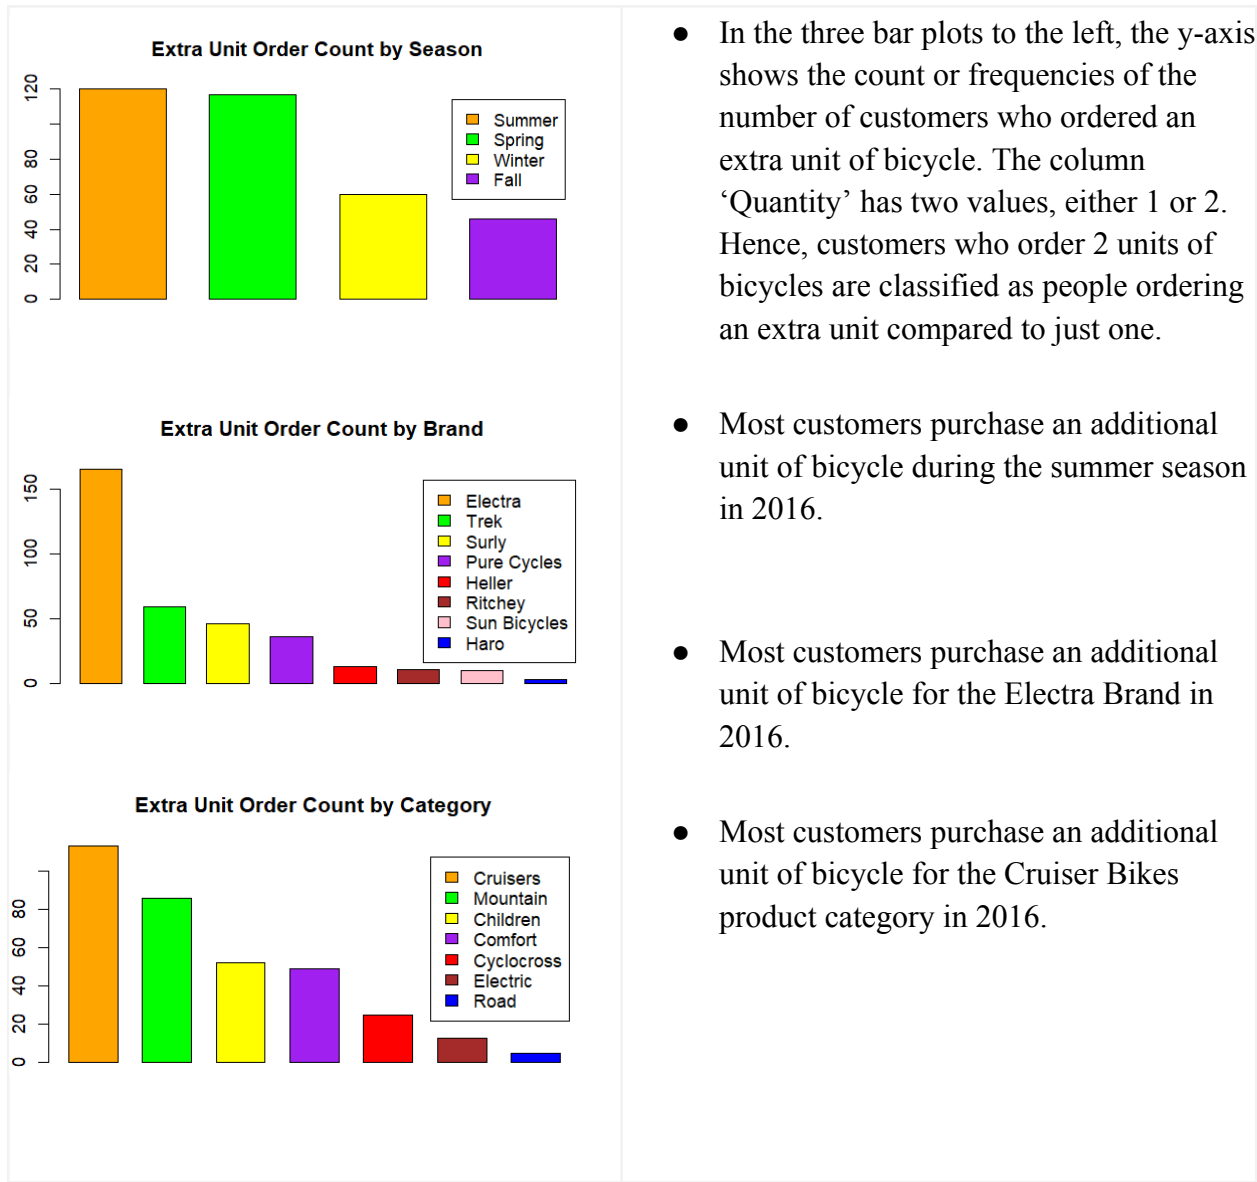 Extra Unit Order Count by Season
120
80
60
40
20
0
Summer
Spring
Winter
Fall
Extra Unit Order Count by Brand
150
100
50
0
Electra
Trek
Surly
Pure Cycles
Heller
Ritchey
Sun Bicycles
Haro
Extra Unit Order Count by Category
80
60
40
20
0
Cruisers
Mountain
Children
Comfort
Cyclocross
Electric
Road
● In the three bar plots to the left, the y-axis
shows the count or frequencies of the
number of customers who ordered an
extra unit of bicycle. The column
‘Quantity’ has two values, either 1 or 2.
Hence, customers who order 2 units of
bicycles are classified as people ordering
an extra unit compared to just one.
● Most customers purchase an additional
unit of bicycle during the summer season
in 2016.
● Most customers purchase an additional
unit of bicycle for the Electra Brand in
2016.
● Most customers purchase an additional
unit of bicycle for the Cruiser Bikes
product category in 2016.